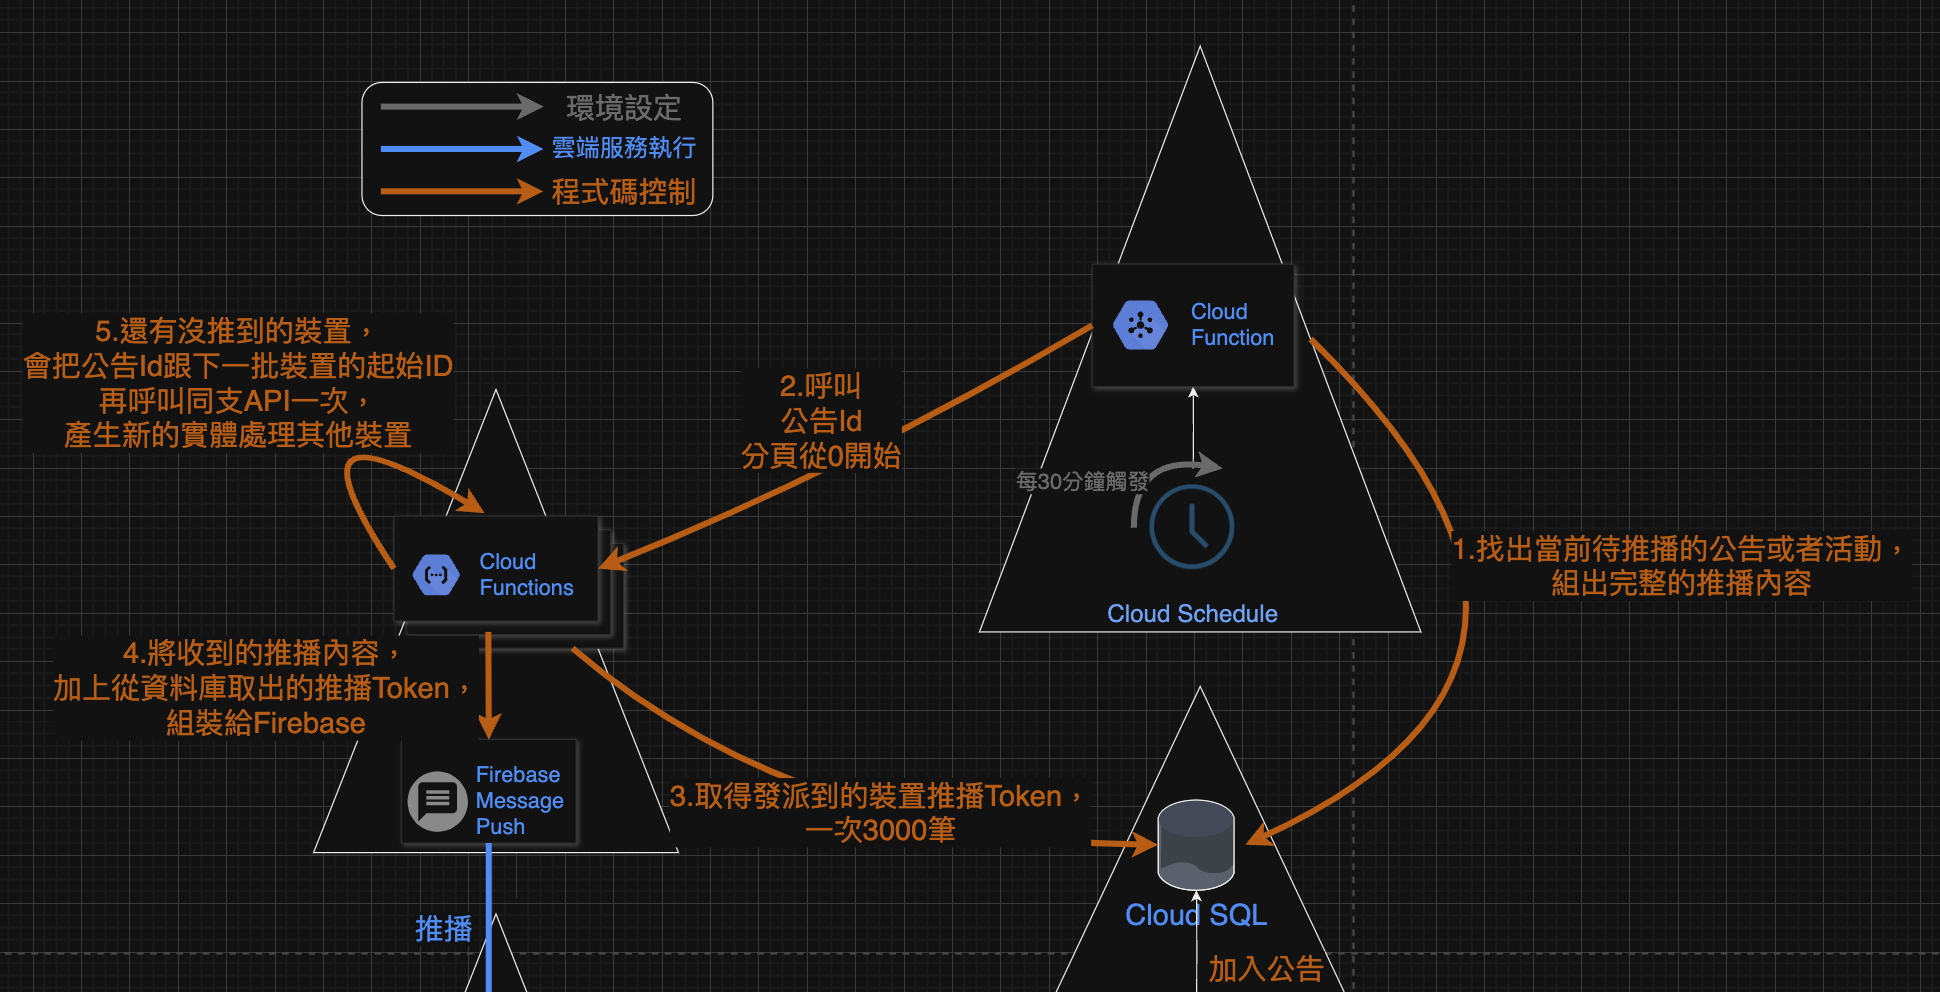 環境設定
雲端服務執行
程式碼控制
Cloud
Function
5.還有沒推到的裝置，
會把公告Id跟下一批裝置的起始ID
再呼叫同支API一次，
產生新的實體處理其他裝置
2.呼叫
公告Id
分頁從0開始
每30分鐘觸發
1.找出當前待推播的公告或者活動，
組出完整的推播內容
Cloud
Functions
Cloud Schedule
4.將收到的推播內容，
加上從資料庫取出的推播Token，
組裝給Firebase
Firebase
Message
Push
3.取得發派到的裝置推播Token，
一次3000筆
推播
Cloud SQL
加入公告